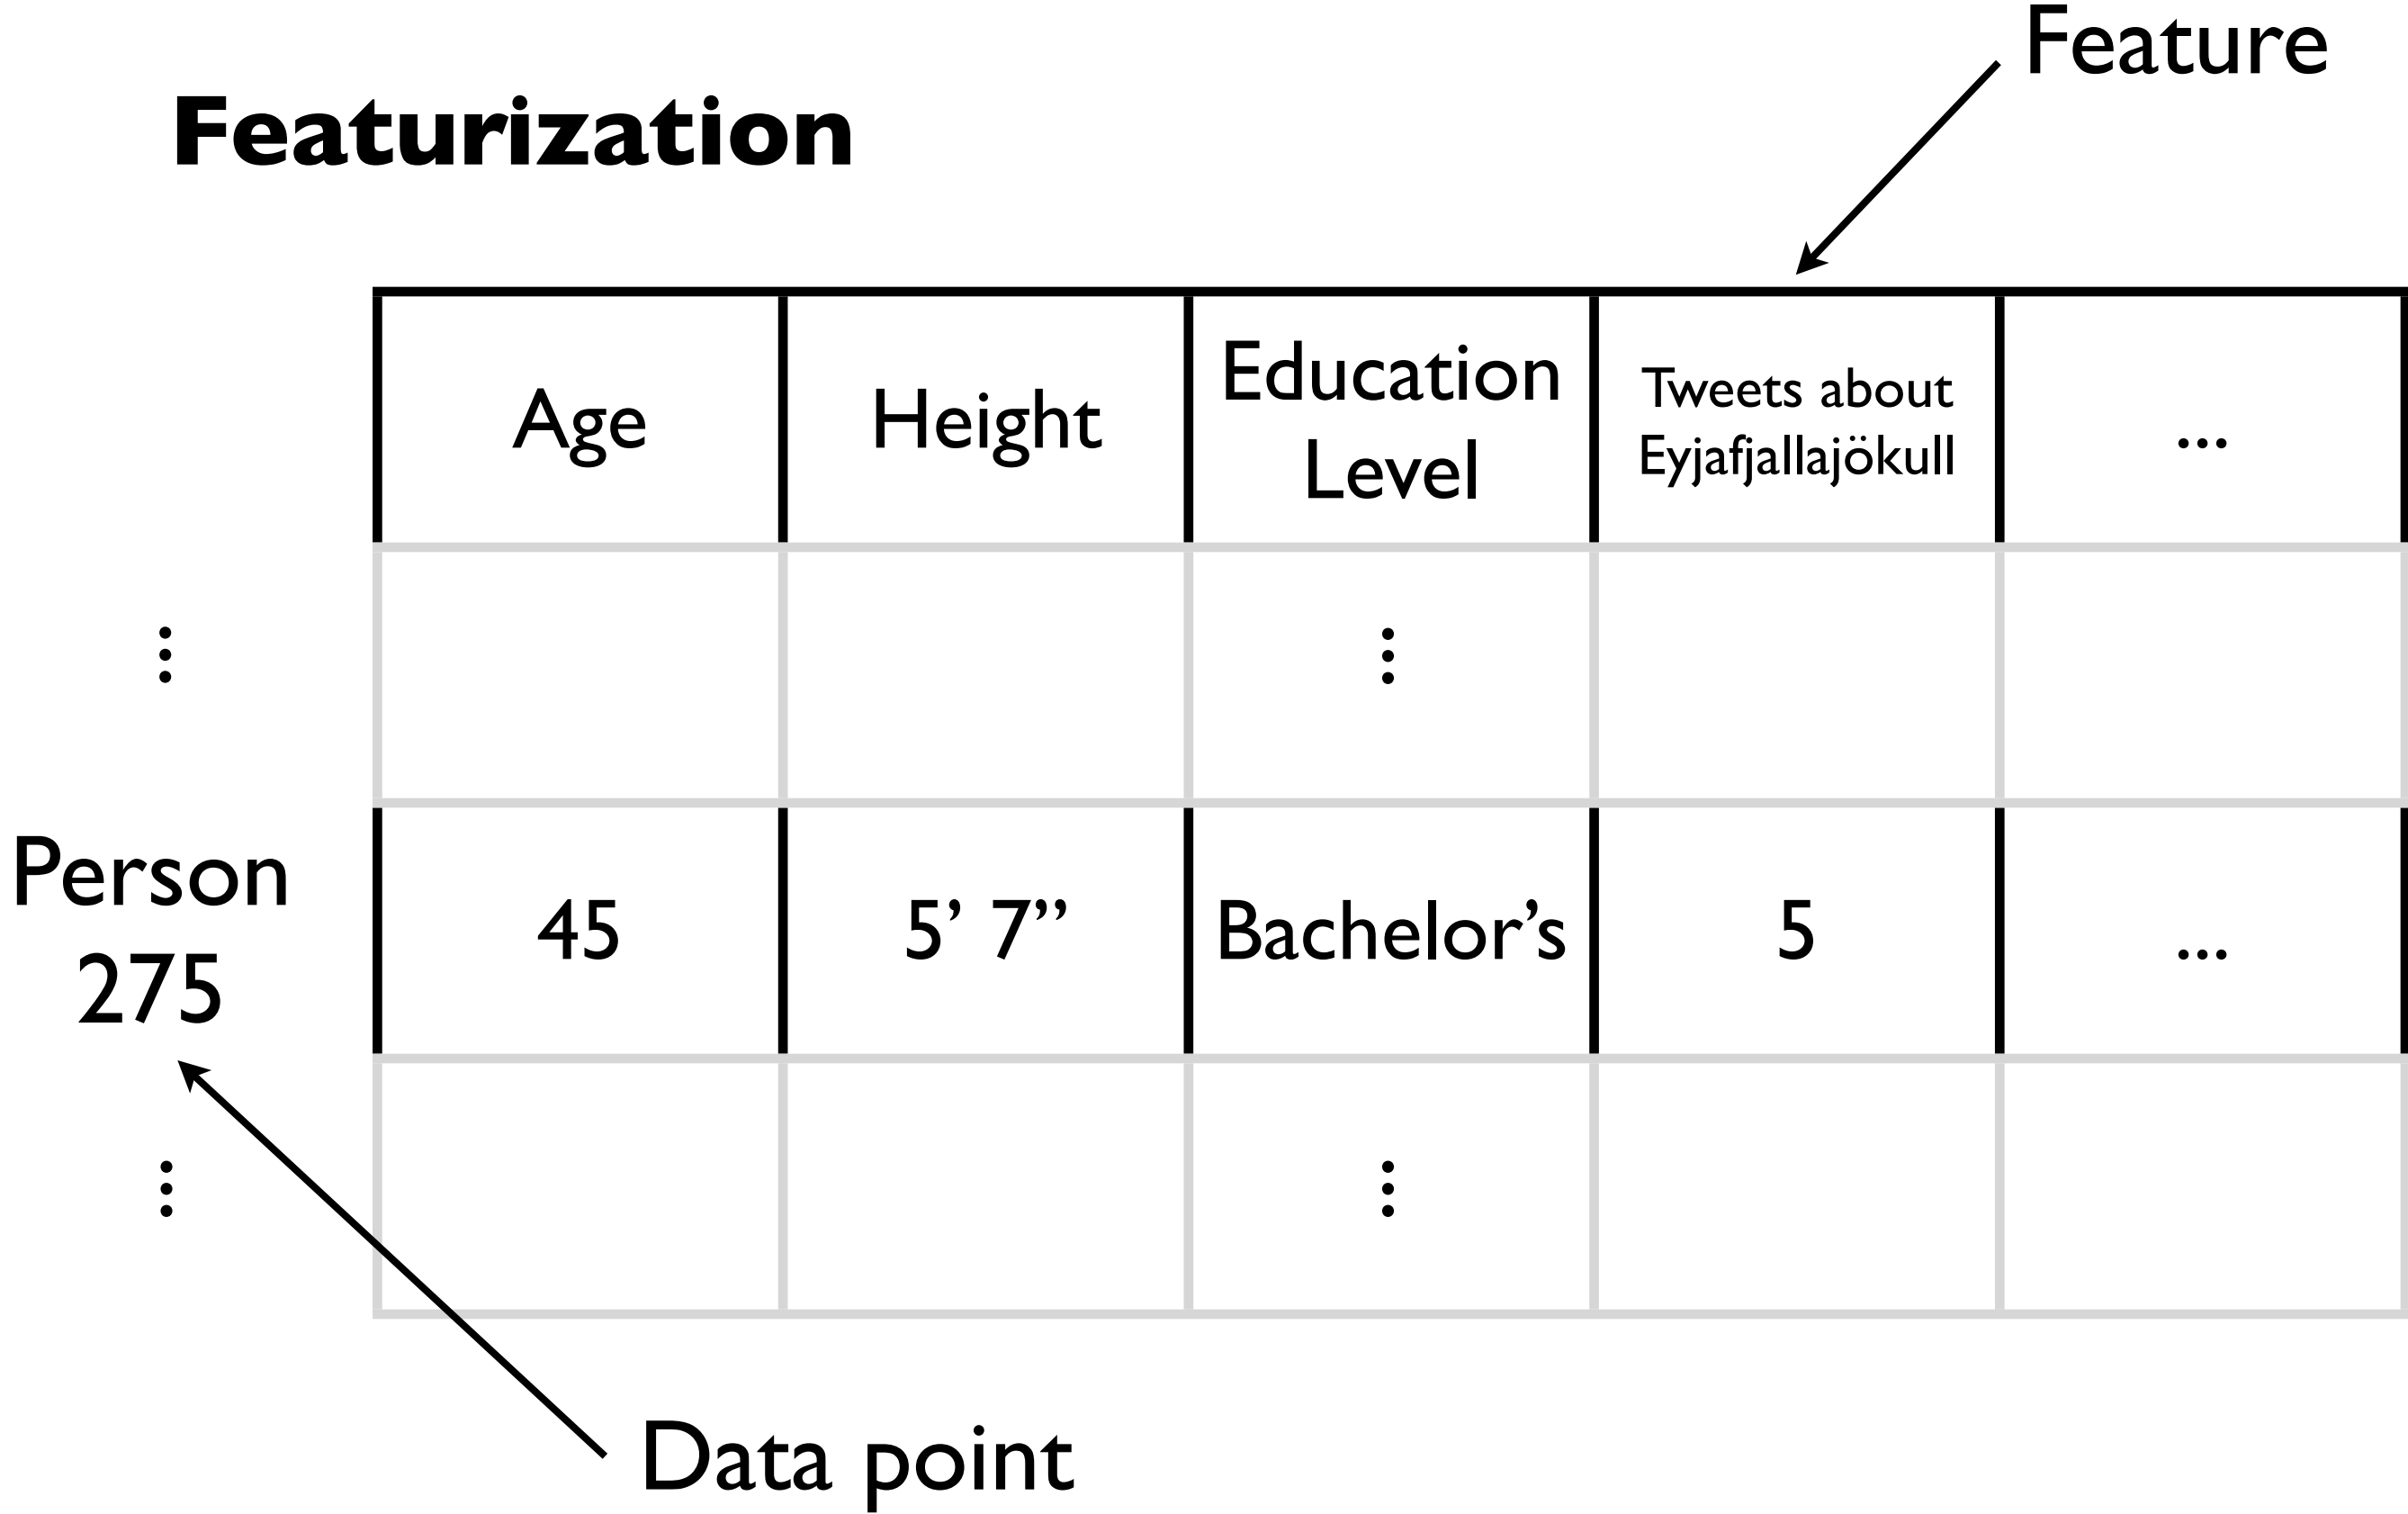 Feature
Featurization
Age
Height
Education
Level
Tweets about
Eyjafjallajökull
...
Person
275
45
5’ 7’’
Bachelor’s
5
...
Data point